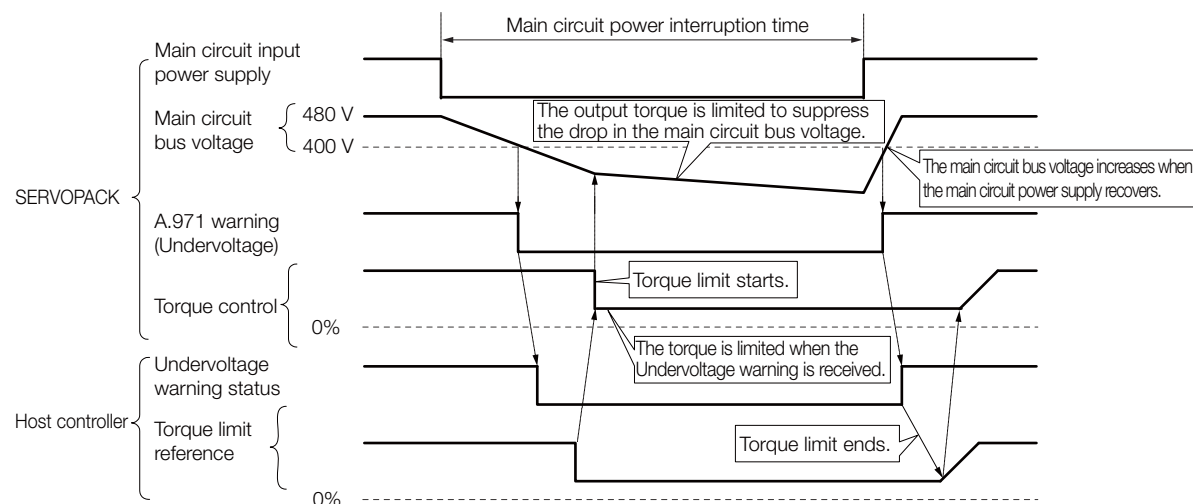 Main circuit power interruption time
Main circuit input
power supply
Main circuit
bus voltage
480 V
400 V
The output torque is limited to suppress
the drop in the main circuit bus voltage.
The main circuit bus voltage increases when
the main circuit power supply recovers.
SERVOPACK
A.971 warning
(Undervoltage)
Torque limit starts.
Torque control
0%
The torque is limited when the
Undervoltage warning is received.
Undervoltage
warning status
Host controller
Torque limit
reference
Torque limit ends.
0%